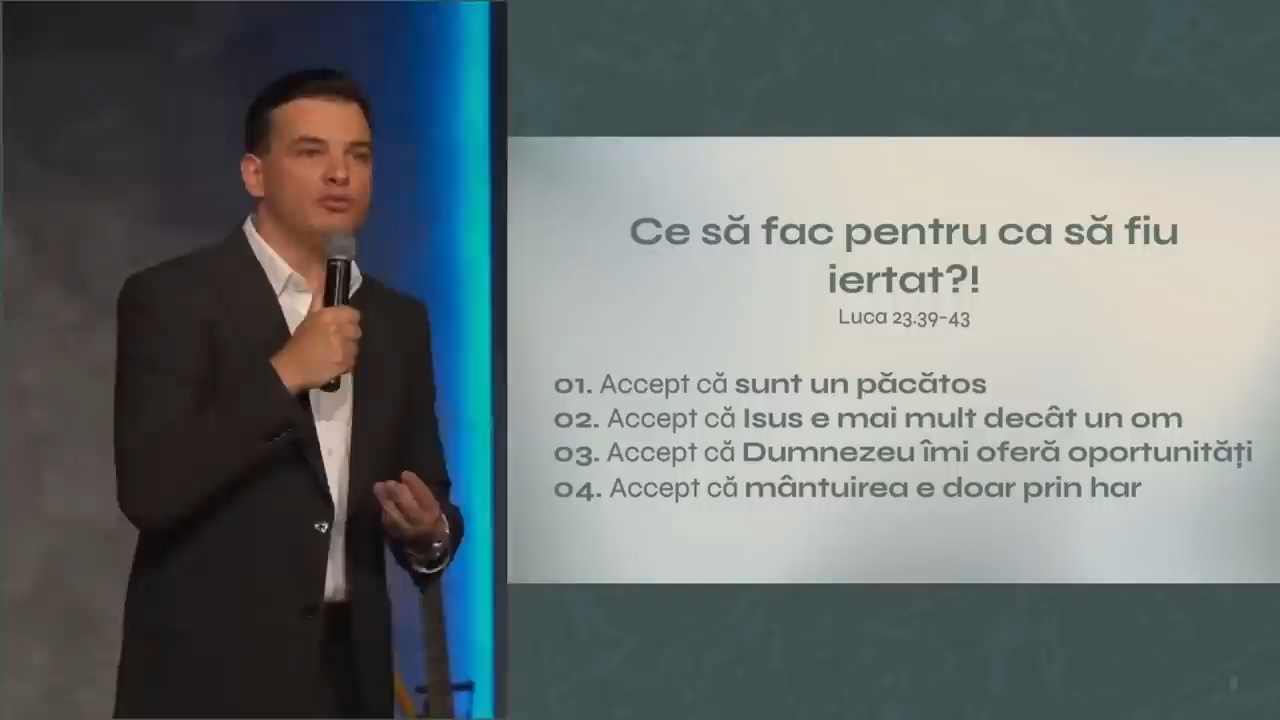 Ce să fac pentru ca să fiu
iertat?!
Luca 23.39-43
01. Accept că sunt un păcătos
02. Accept că Isus e mai mult decât un om
03. Accept că Dumnezeu îmi oferă oportunități
04. Accept că mântuirea e doar prin har